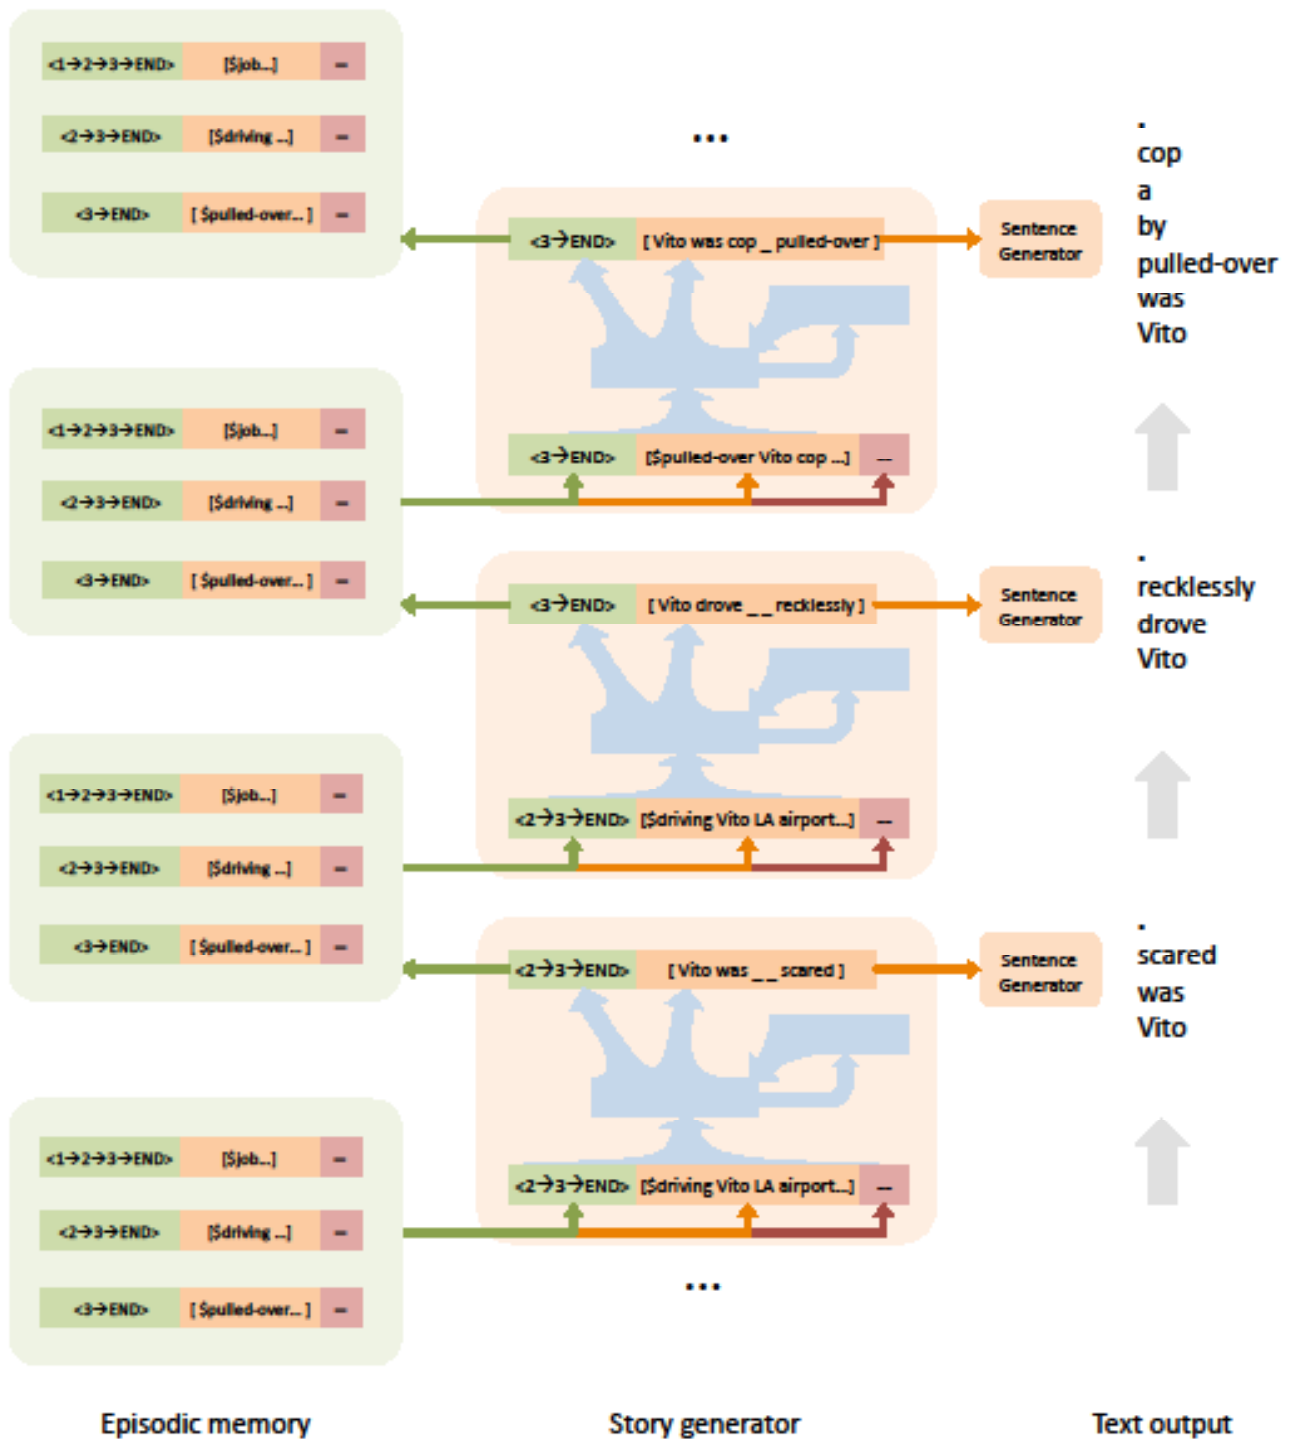 <1→2→3→END> [$job...] ...
<2→3→END> [$driving ...] ...
<3→END> [ $pulled-over... ] ...
...
<3→END> [ Vito was cop _ pulled-over ]
Sentence
Generator
.
cop
a
by
pulled-over
was
Vito
<3→END> [$pulled-over Vito cop ...] ...
<1→2→3→END> [$job...] ...
<2→3→END> [$driving ...] ...
<3→END> [ $pulled-over... ] ...
<3→END> [ Vito drove _ _ recklessly ]
Sentence
Generator
.
recklessly
drove
Vito
<2→3→END> [$driving Vito LA airport...] ...
<1→2→3→END> [$job...] ...
<2→3→END> [$driving ...] ...
<3→END> [ $pulled-over... ] ...
<2→3→END> [ Vito was _ _ scared ]
Sentence
Generator
.
scared
was
Vito
<2→3→END> [$driving Vito LA airport...] ...
<1→2→3→END> [$job...] ...
<2→3→END> [$driving ...] ...
<3→END> [ $pulled-over... ] ...
...
Episodic memory Story generator Text output